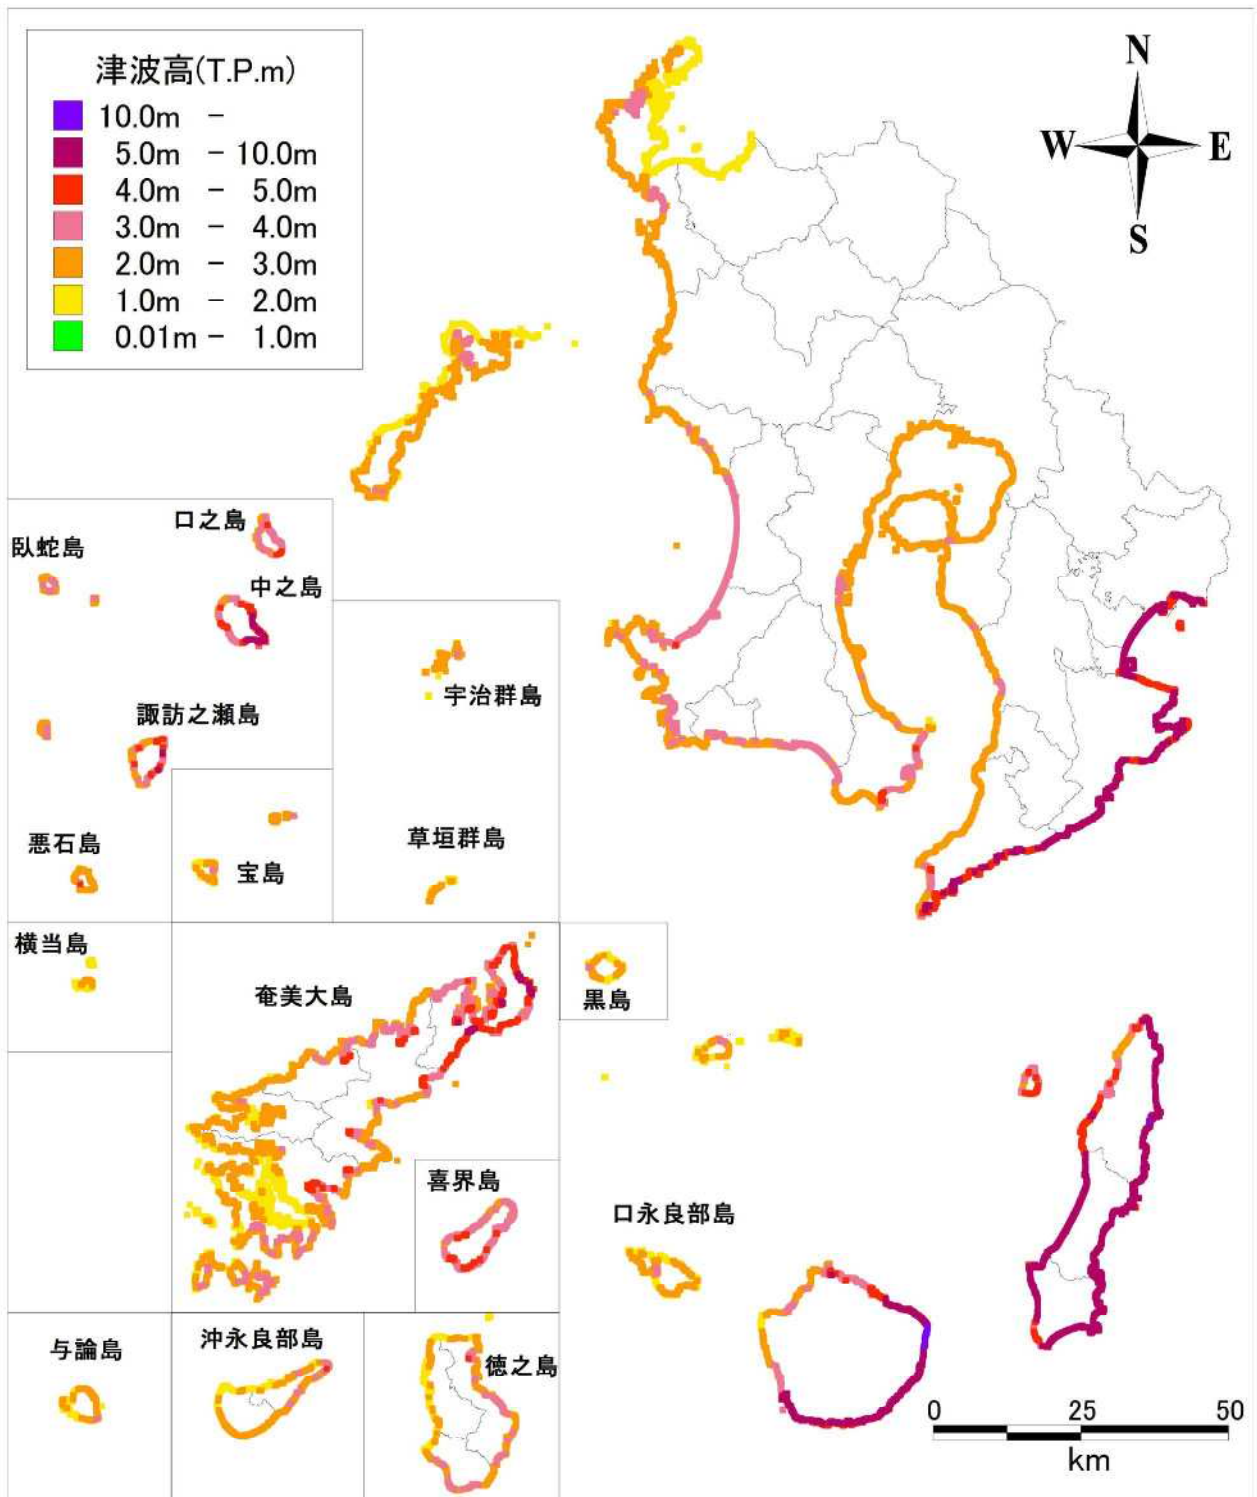 津波高(T.P.m)
10.0m －
5.0m － 10.0m
4.0m － 5.0m
3.0m － 4.0m
2.0m － 3.0m
1.0m － 2.0m
0.01m － 1.0m
N
W E
S
口之島
臥蛇島
中之島
宇治群島
諏訪之瀬島
草垣群島
悪石島
宝島
横当島
奄美大島
黒島
喜界島
口永良部島
与論島
沖永良部島
徳之島
0 25 50
km